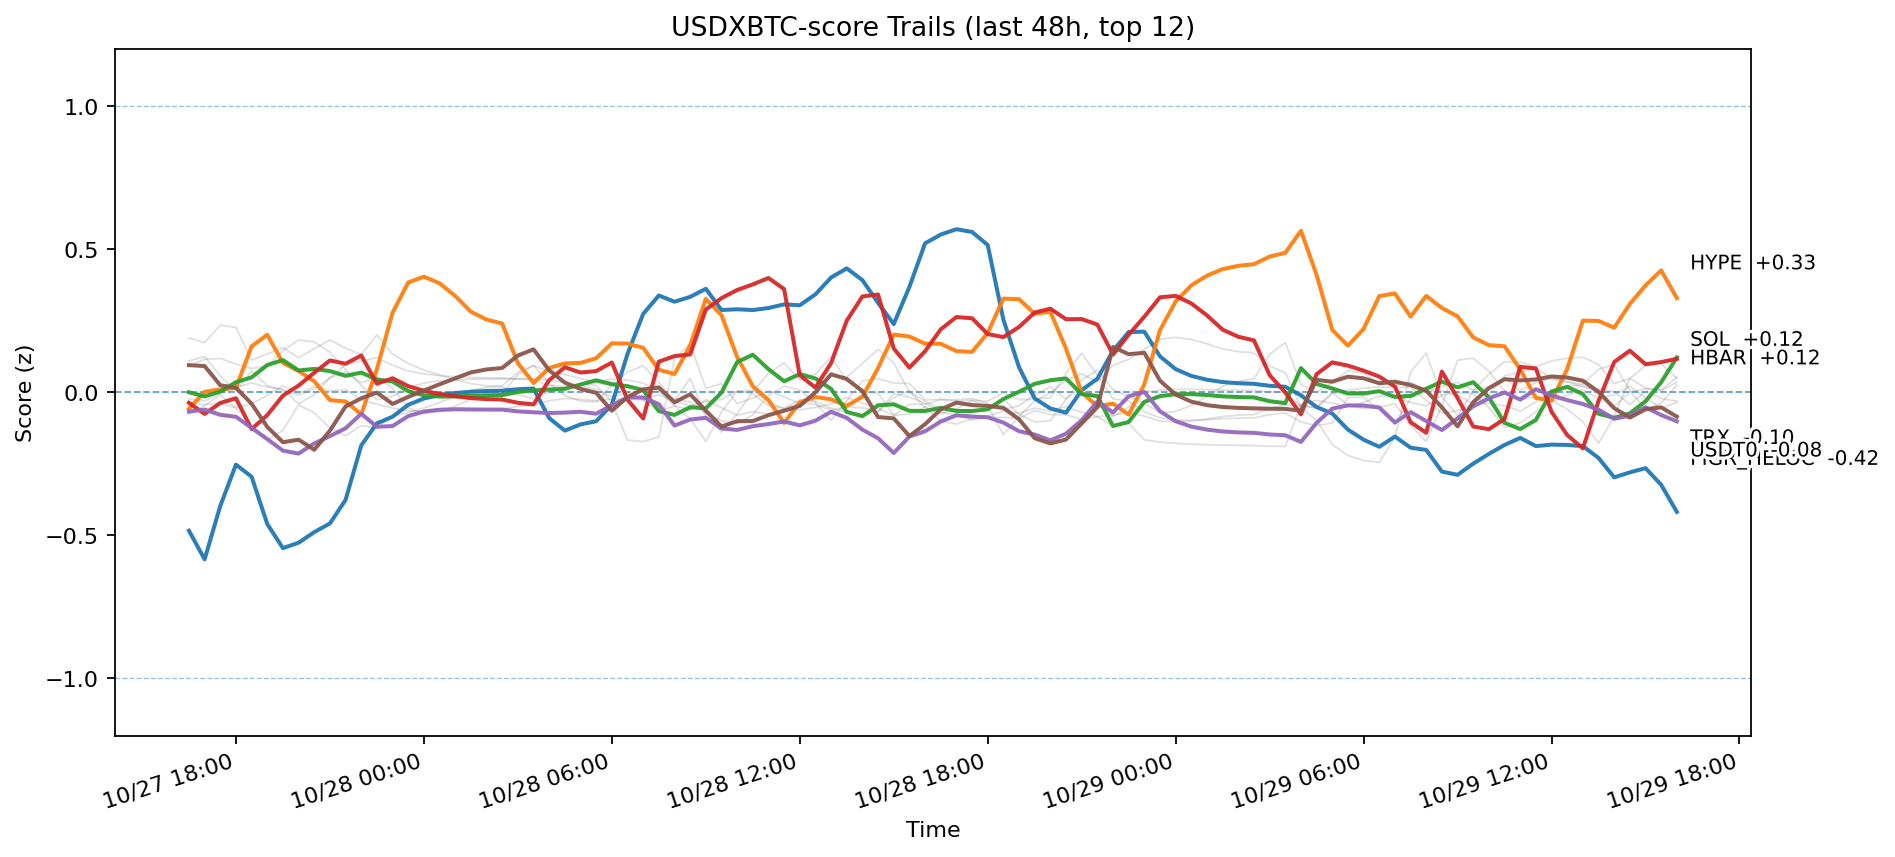 USDXBTC-score Trails (last 48h, top 12)
Score (z)
1.0
0.5
0.0
−0.5
−1.0
HYPE +0.33
SOL +0.12
HBAR +0.12
TRX -0.10
USDT0 -0.08
-0.42
10/27 18:00
10/28 00:00
10/28 06:00
10/28 12:00
10/28 18:00
10/29 00:00
10/29 06:00
10/29 12:00
10/29 18:00
Time